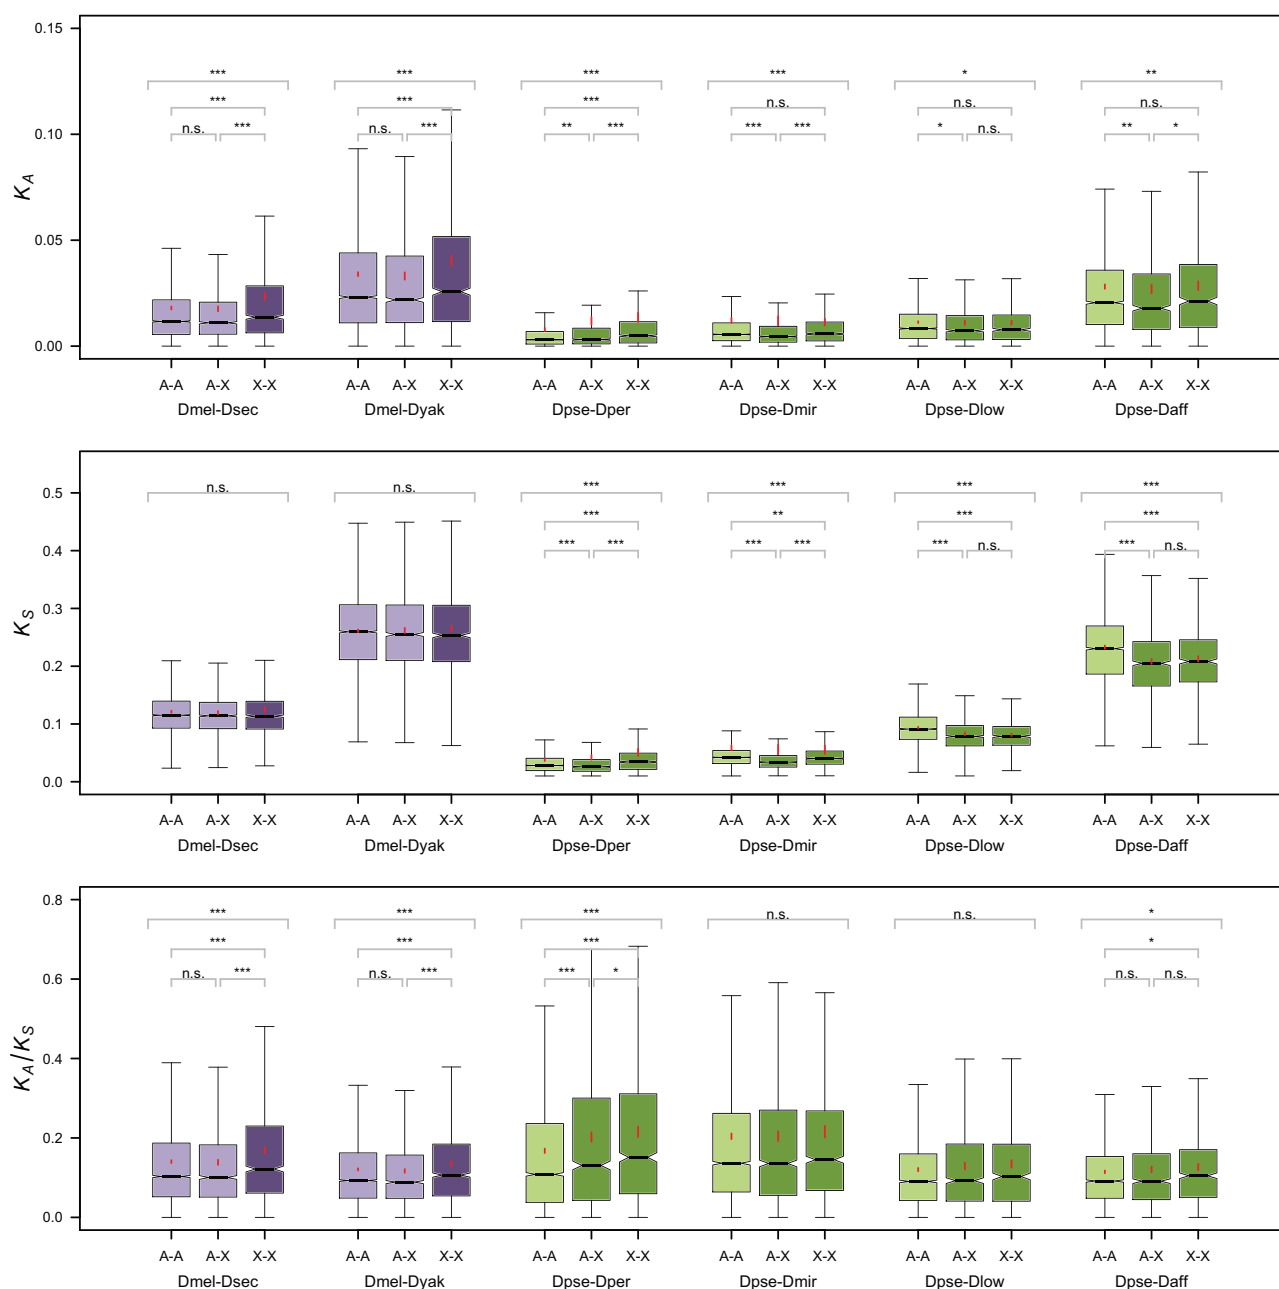 0.15
0.10
0.05
0.00
K_A
*** *** *** *** * **
*** *** *** n.s. n.s. n.s.
n.s. *** n.s. *** ** *** *** *** * n.s. ** *
A-A A-X X-X A-A A-X X-X A-A A-X X-X A-A A-X X-X A-A A-X X-X A-A A-X X-X
Dmel-Dsec Dmel-Dyak Dpse-Dper Dpse-Dmir Dpse-Dlow Dpse-Daff
0.5
0.4
0.3
0.2
0.1
0.0
K_S
n.s. n.s. *** *** *** ***
*** ** *** ***
*** *** *** *** *** n.s. *** n.s.
A-A A-X X-X A-A A-X X-X A-A A-X X-X A-A A-X X-X A-A A-X X-X A-A A-X X-X
Dmel-Dsec Dmel-Dyak Dpse-Dper Dpse-Dmir Dpse-Dlow Dpse-Daff
0.8
0.6
0.4
0.2
0.0
K_A/K_S
*** *** *** n.s. n.s. *
*** *** *** *
n.s. *** n.s. *** *** * n.s. n.s.
A-A A-X X-X A-A A-X X-X A-A A-X X-X A-A A-X X-X A-A A-X X-X A-A A-X X-X
Dmel-Dsec Dmel-Dyak Dpse-Dper Dpse-Dmir Dpse-Dlow Dpse-Daff